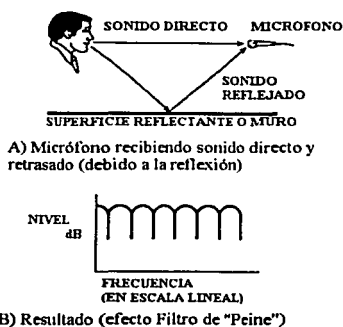 SONIDO DIRECTO
MICROFONO
SONIDO
REFLEJADO
SUPERFICIE REFLECTANTE O MURO
A) Micrófono recibiendo sonido directo y
retrasado (debido a la reflexión)
NIVEL
dB
FRECUENCIA
(EN ESCALA LINEAL)
B) Resultado (efecto Filtro de "Peine")